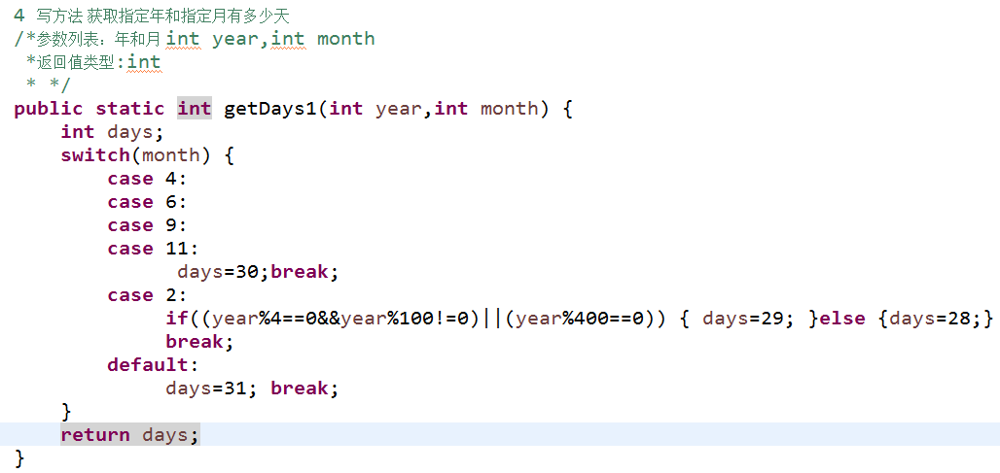 4 写方法 获取指定年和指定月有多少天
/*参数列表：年和月 int year,int month
 *返回值类型:int
 * */
public static int getDays1(int year,int month) {
    int days;
    switch(month) {
        case 4:
        case 6:
        case 9:
        case 11:
              days=30;break;
        case 2:
             if((year%4==0&&year%100!=0)||(year%400==0)) { days=29; }else {days=28;}
             break;
        default:
             days=31; break;
    }
    return days;
}